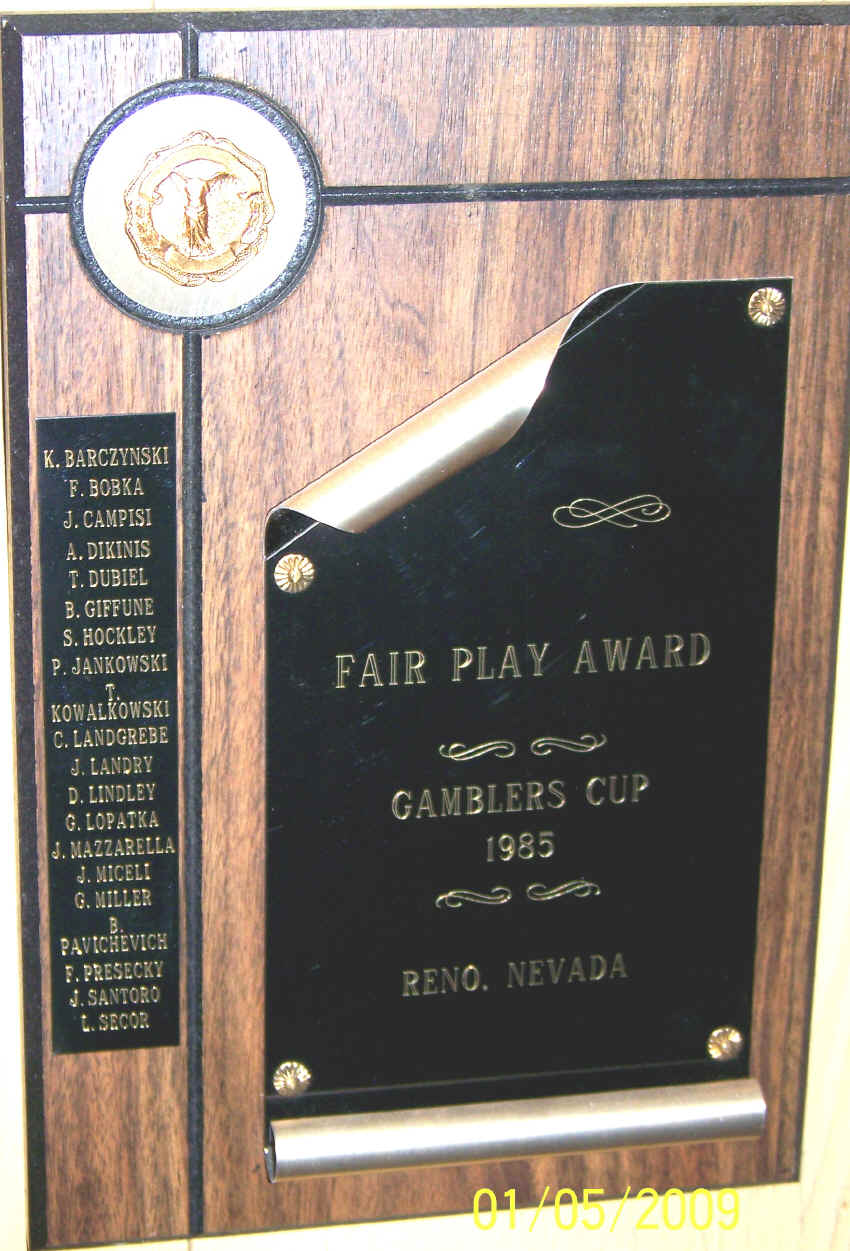 K. BARCZYNSKI
F. BOBKA
J. CAMPISI
A. DIKINIS
T. DUBIEL
B. GIFFUNE
S. HOCKLEY
P. JANKOWSKI
T.
KOWALKOWSKI
C. LANDGREBE
J. LANDRY
D. LINDLEY
G. LOPATKA
J. MAZZARELLA
J. MICELI
G. MILLER
B.
PAVICHEVICH
F. PRESECKY
J. SANTORO
L. SECOR
FAIR PLAY AWARD
GAMBLERS CUP
1985
RENO. NEVADA
01/05/2009